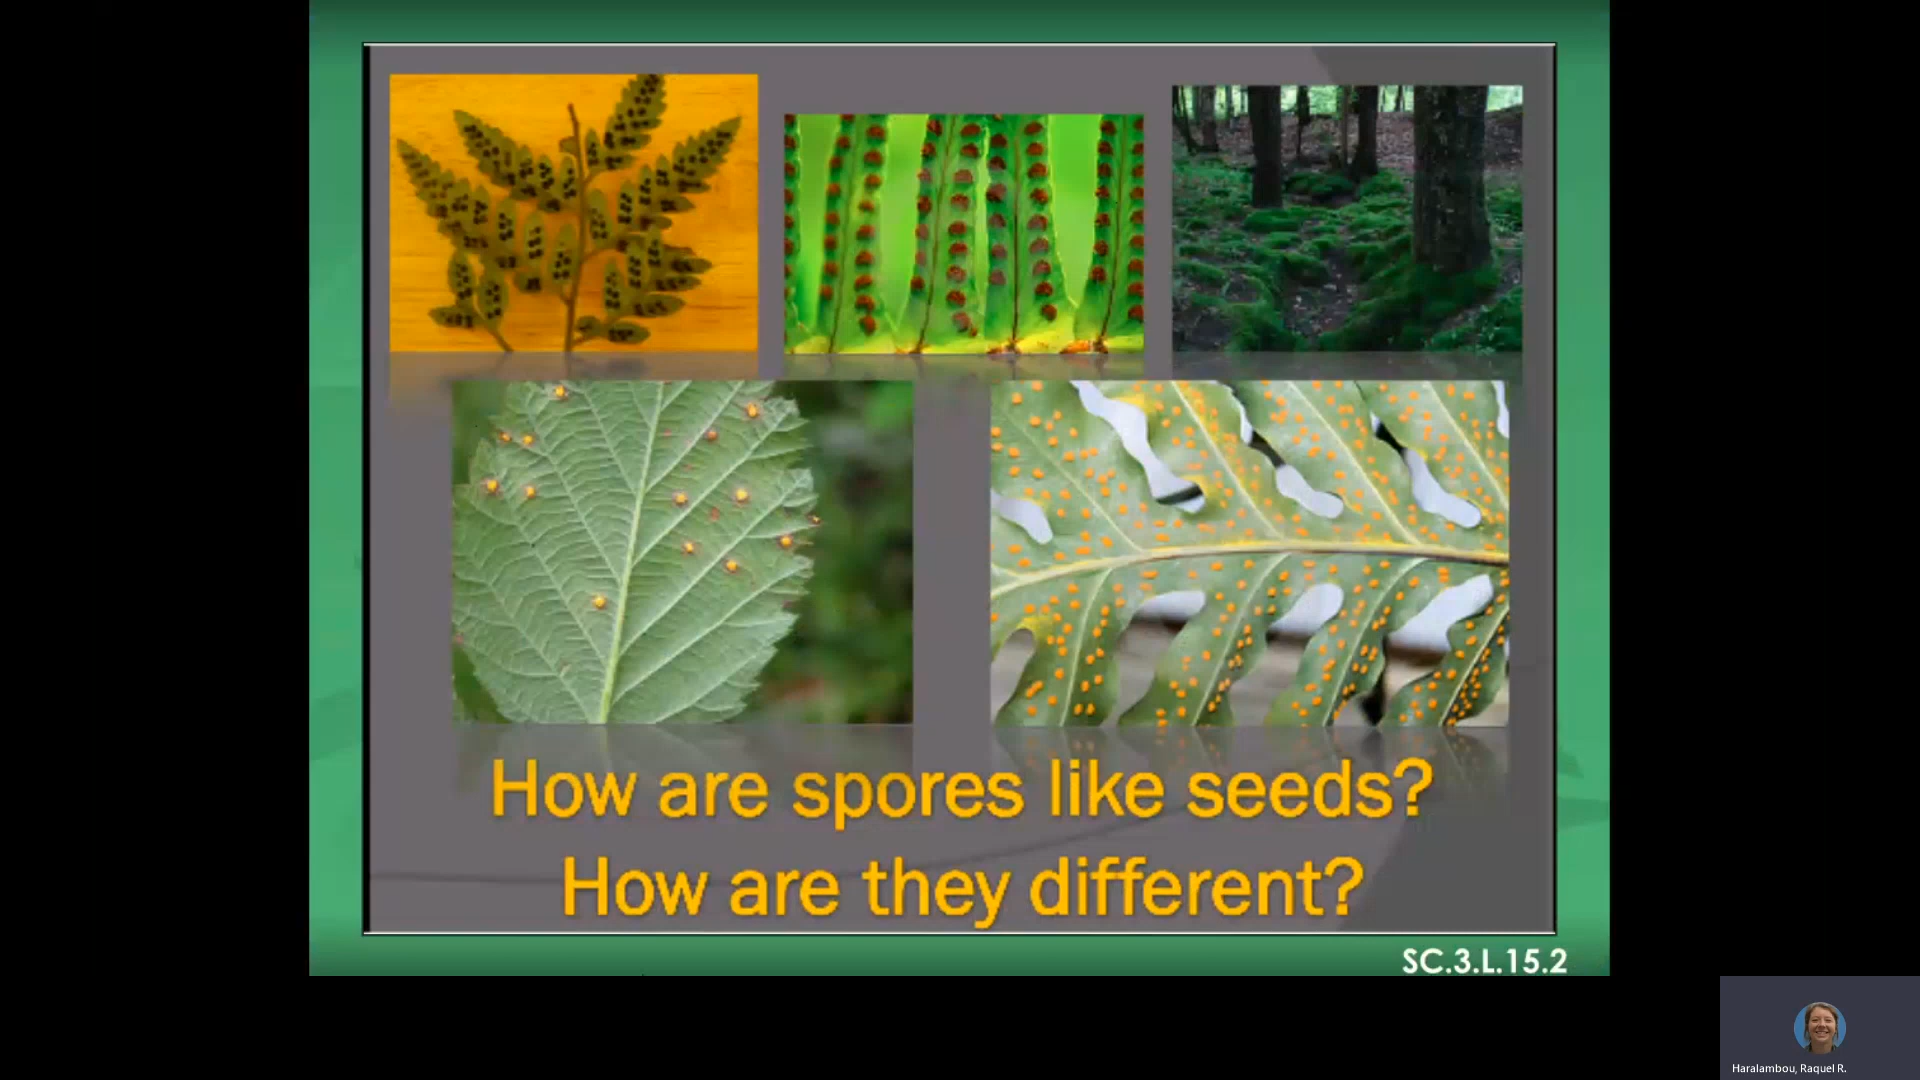 How are spores like seeds?
How are they different?
SC.3.L.15.2
Haralambou, Raquel R.